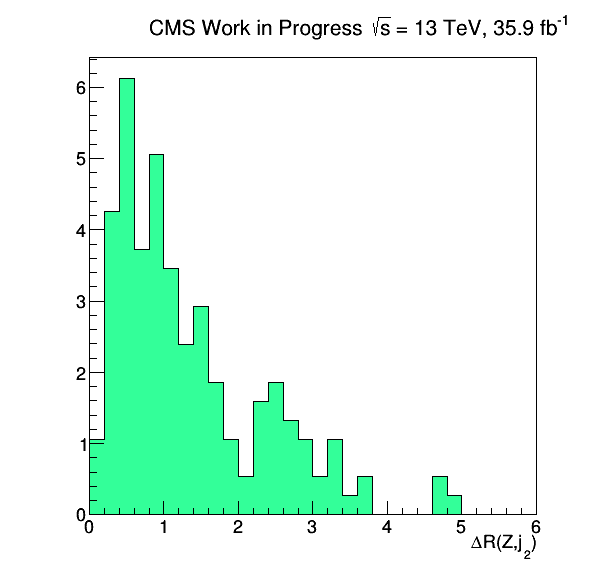 CMS Work in Progress √s = 13 TeV, 35.9 fb⁻¹
6
5
4
3
2
1
0
0 1 2 3 4 5 6
ΔR(Z,j₂)